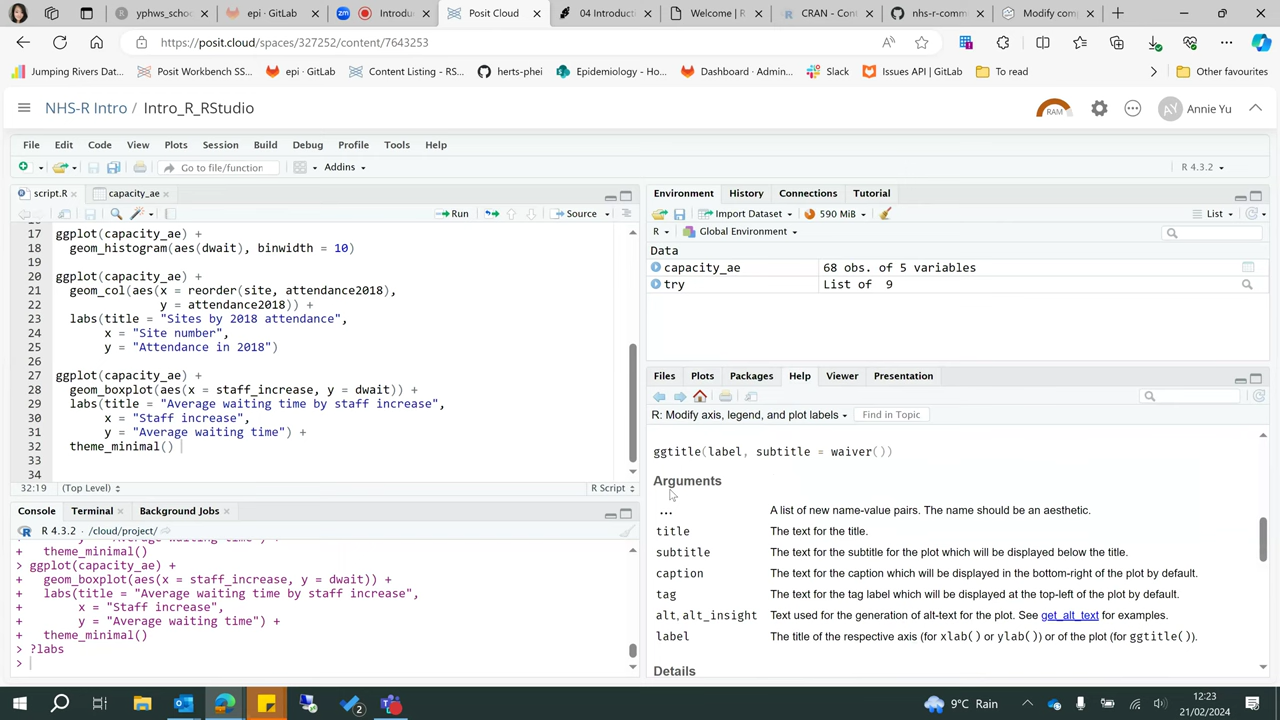 yphws_scho
epi · GitLab
Introduc
Posit Cloud
04 Introducti
Welcome | R
CRAN - Con
nhs-r-comm
Modify comp
https://posit.cloud/spaces/327252/content/7643253
Jumping Rivers Dat...
Posit Workbench SS...
epi · GitLab
Content Listing - RS...
herts-phei
Epidemiology - Ho...
Dashboard · Admin...
Slack
Issues API | GitLab
To read
Other favourites
NHS-R Intro / Intro_R_RStudio
RAM
AY
Annie Yu
File Edit Code View Plots Session Build Debug Profile Tools Help
Go to file/function
Addins
R 4.3.2
script.R
capacity_ae
Run
Source
17 ggplot(capacity_ae) +
18 geom_histogram(aes(dwait), binwidth = 10)
19
20 ggplot(capacity_ae) +
21 geom_col(aes(x = reorder(site, attendance2018),
22 y = attendance2018)) +
23 labs(title = "Sites by 2018 attendance",
24 x = "Site number",
25 y = "Attendance in 2018")
26
27 ggplot(capacity_ae) +
28 geom_boxplot(aes(x = staff_increase, y = dwait)) +
29 labs(title = "Average waiting time by staff increase",
30 x = "Staff increase",
31 y = "Average waiting time") +
32 theme_minimal()
33
34
32:19 (Top Level) R Script
Console Terminal Background Jobs
R 4.3.2 · /cloud/project/
+ y = "Average waiting time") +
+ theme_minimal()
> ggplot(capacity_ae) +
+ geom_boxplot(aes(x = staff_increase, y = dwait)) +
+ labs(title = "Average waiting time by staff increase",
+ x = "Staff increase",
+ y = "Average waiting time") +
+ theme_minimal()
> ?labs
>
Environment History Connections Tutorial
Import Dataset
590 MiB
List
R
Global Environment
Data
capacity_ae 68 obs. of 5 variables
try List of 9
Files Plots Packages Help Viewer Presentation
R: Modify axis, legend, and plot labels
Find in Topic
ggtitle(label, subtitle = waiver())
Arguments
... A list of new name-value pairs. The name should be an aesthetic.
title The text for the title.
subtitle The text for the subtitle for the plot which will be displayed below the title.
caption The text for the caption which will be displayed in the bottom-right of the plot by default.
tag The text for the tag label which will be displayed at the top-left of the plot by default.
alt, alt_insight Text used for the generation of alt-text for the plot. See get_alt_text for examples.
label The title of the respective axis (for xlab() or ylab()) or of the plot (for ggtitle()).
Details
2
9°C Rain
12:23
21/02/2024